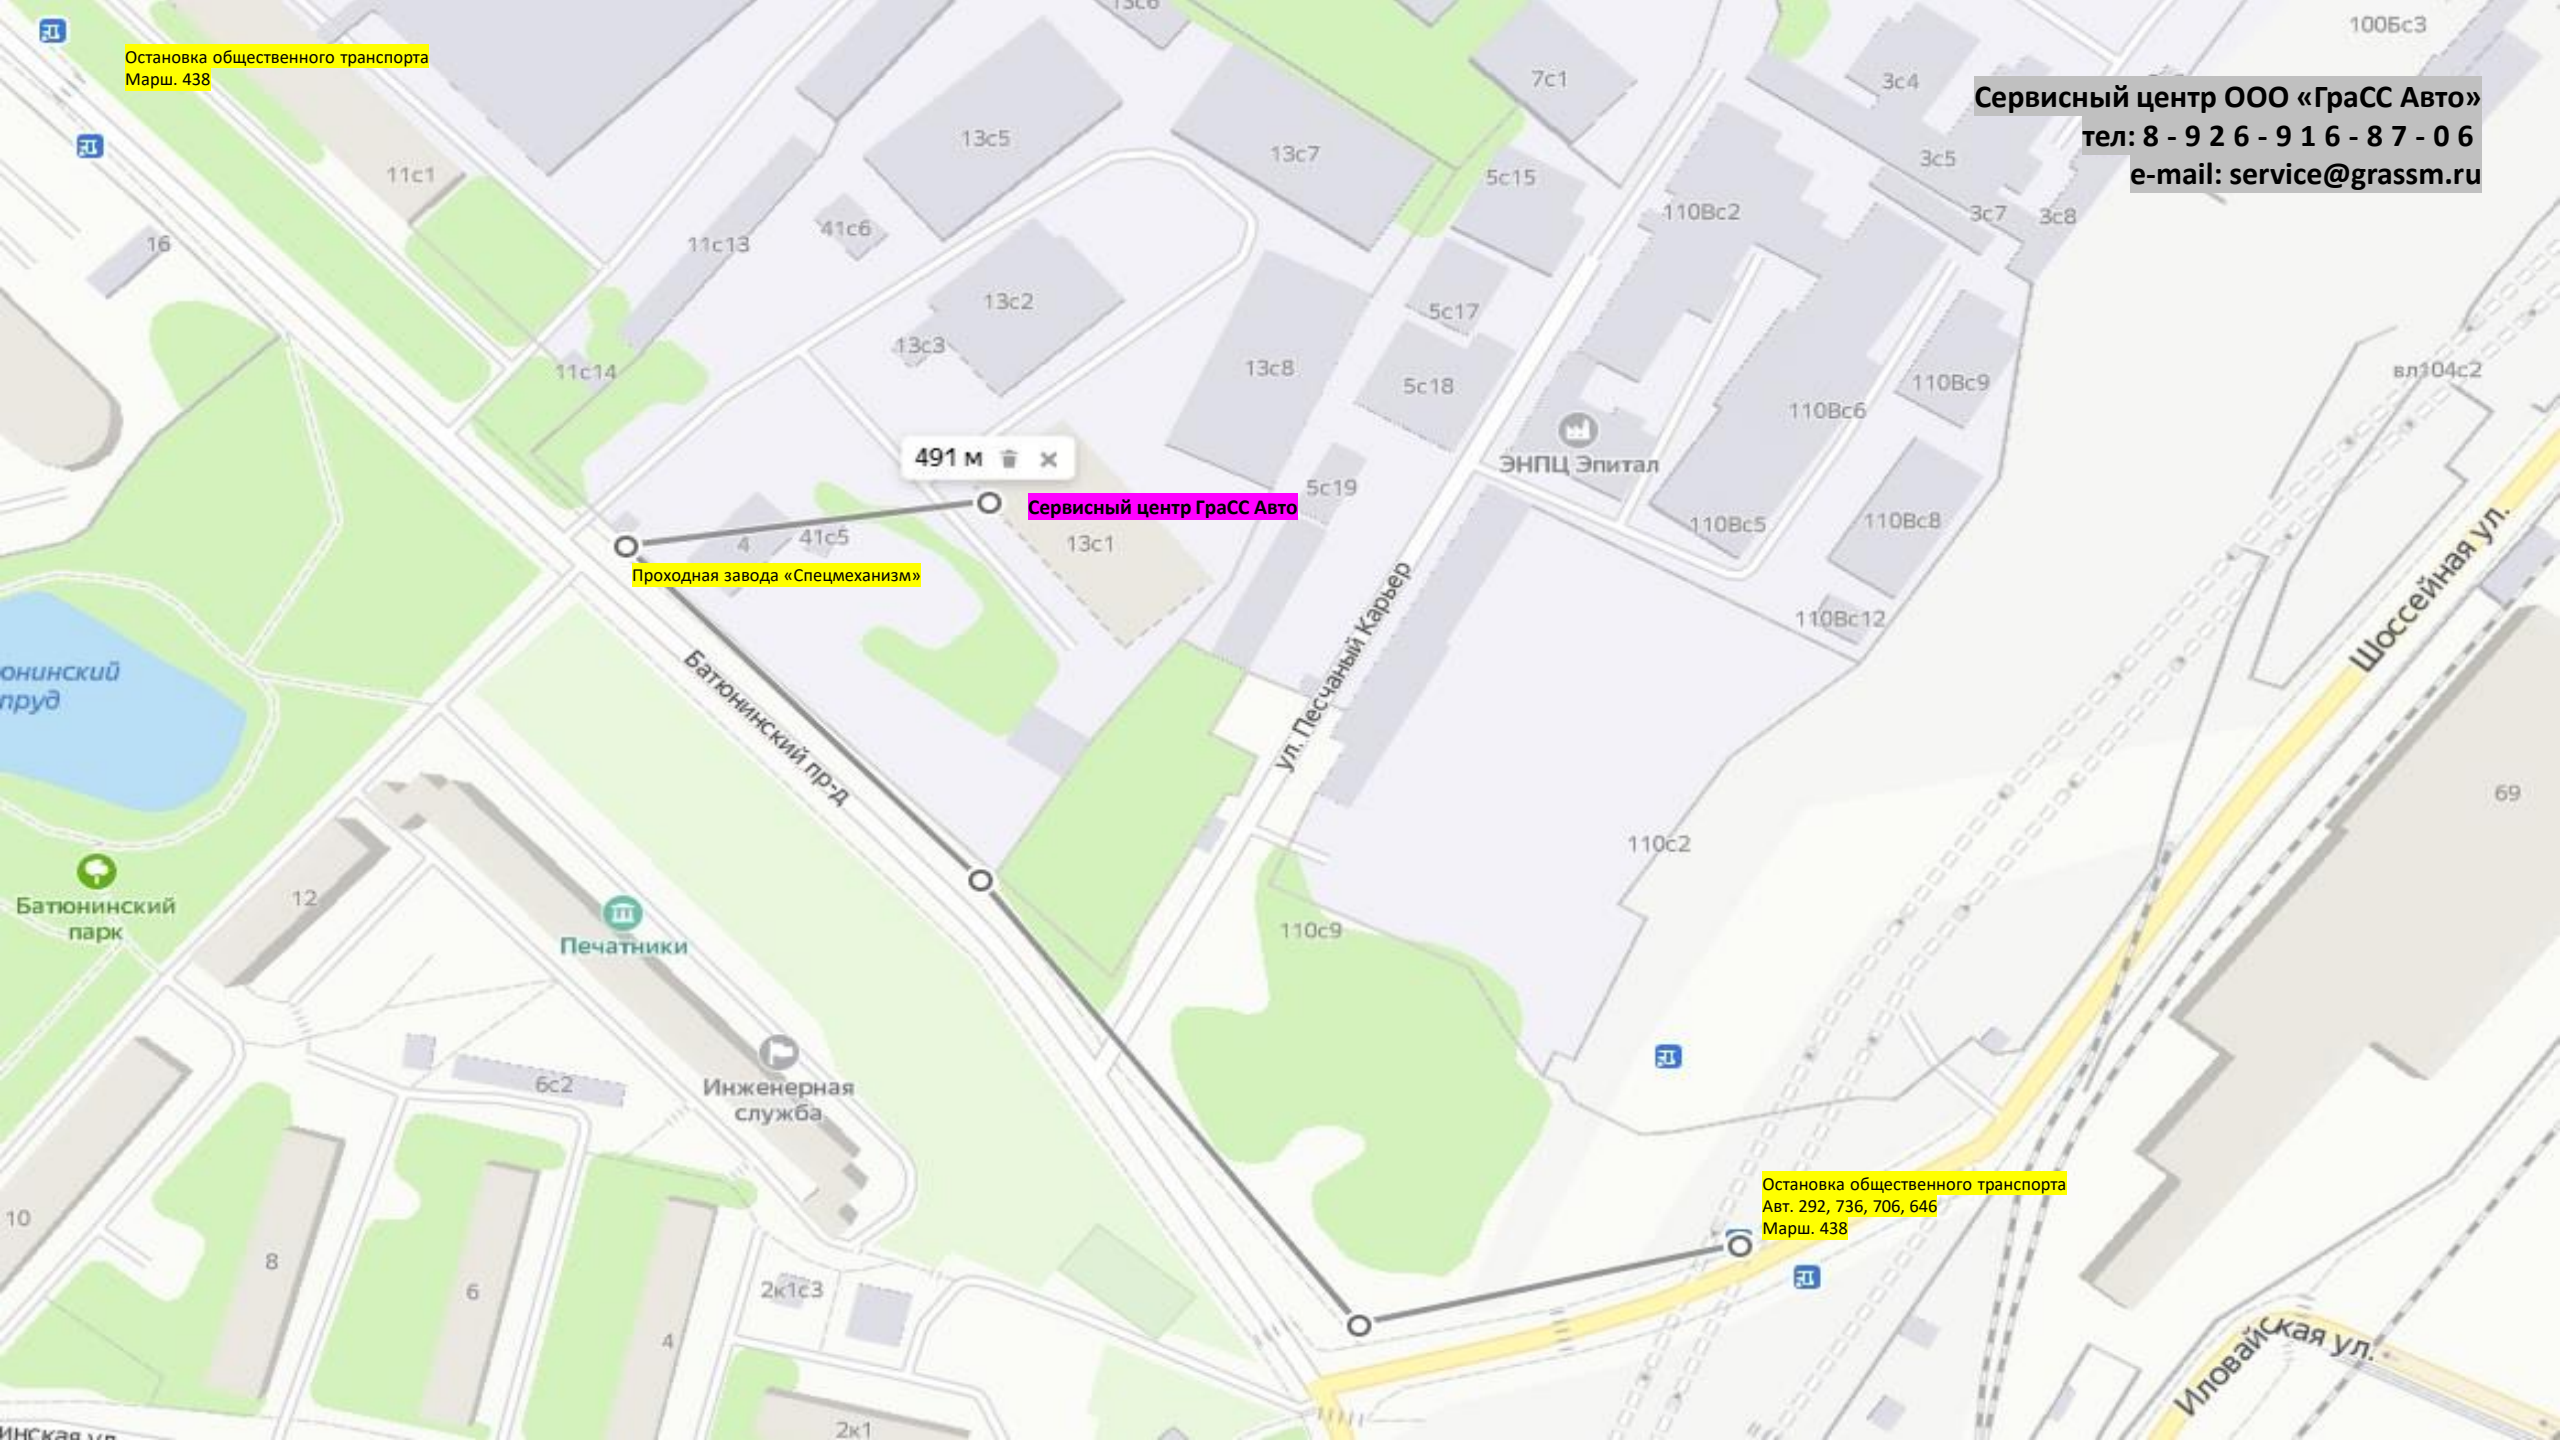 13с6
100Бс3
Остановка общественного транспорта
Марш. 438
7с1
3с4
Сервисный центр ООО «ГраСС Авто»
тел: 8 - 9 2 6 - 9 1 6 - 8 7 - 0 6
e-mail: service@grassm.ru
13с5
13с7
3с5
11с1
5с15
16
11с13
41с6
110Вс2
3с7
3с8
13с2
5с17
13с3
11с14
13с8
5с18
110Вс9
вл104с2
110Вс6
491 м
ЭНПЦ Эпитал
5с19
Сервисный центр ГраСС Авто
4
41с5
13с1
110Вс5
110Вс8
Шоссейная ул.
Проходная завода «Спецмеханизм»
110Вс12
ул. Песчаный Карьер
Батюнинский пр-д
онинский
пруд
69
110с2
12
Батюнинский
парк
Печатники
110с9
6с2
Инженерная
служба
Остановка общественного транспорта
Авт. 292, 736, 706, 646
Марш. 438
10
8
6
4
2к1с3
Иловайская ул.
2к1
инская ул